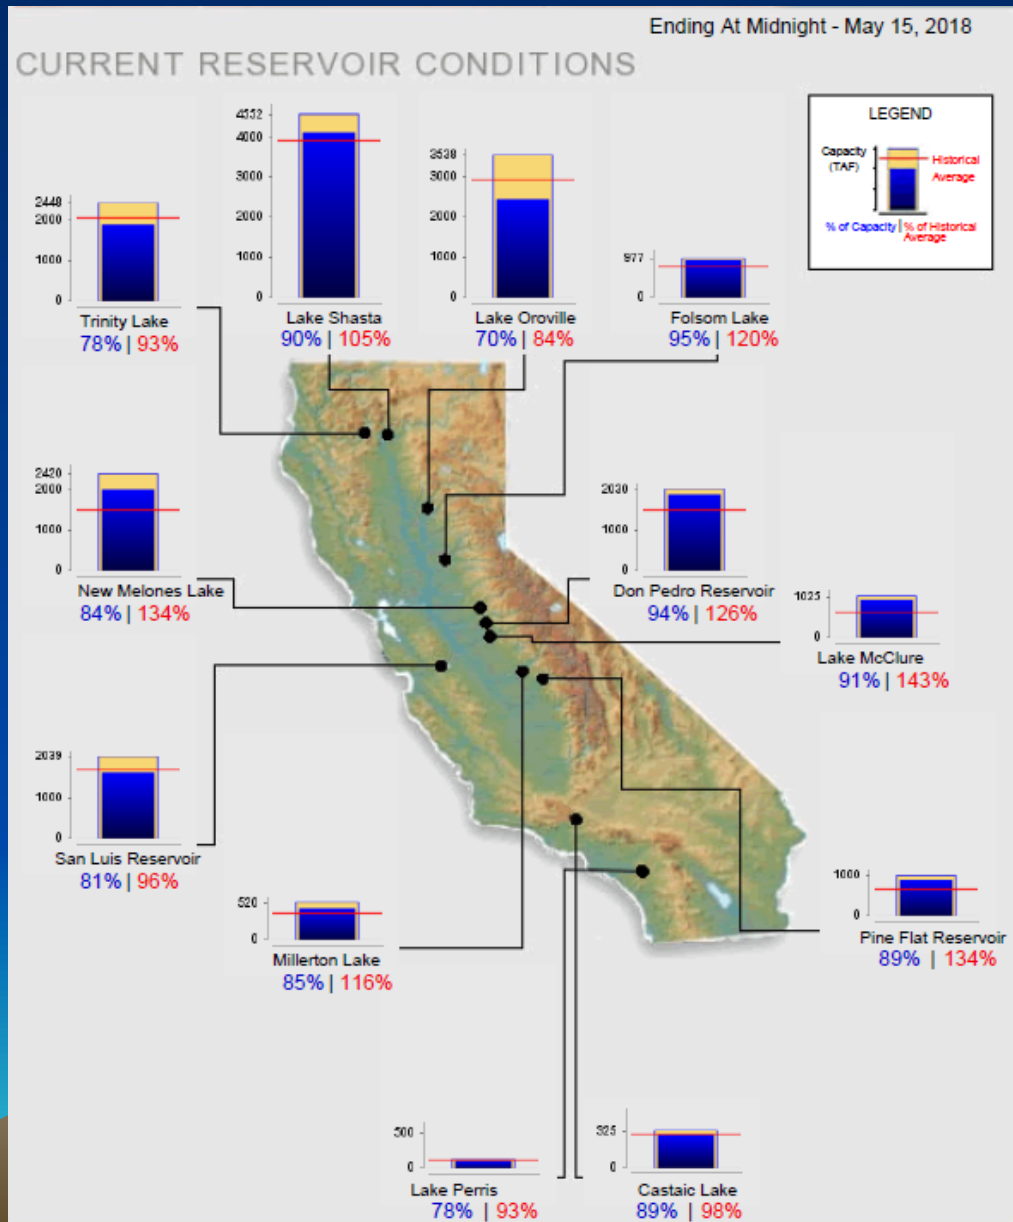 Ending At Midnight - May 15, 2018
CURRENT RESERVOIR CONDITIONS
LEGEND
Capacity
(TAF)
Historical
Average
% of Capacity | % of Historical
Average
2448
2000
1000
0
Trinity Lake
78% | 93%
4552
4000
3000
2000
1000
0
Lake Shasta
90% | 105%
3538
3000
2000
1000
0
Lake Oroville
70% | 84%
977
0
Folsom Lake
95% | 120%
2420
2000
1000
0
New Melones Lake
84% | 134%
2030
1000
0
Don Pedro Reservoir
94% | 126%
1025
0
Lake McClure
91% | 143%
2039
1000
0
San Luis Reservoir
81% | 96%
520
0
Millerton Lake
85% | 116%
1000
0
Pine Flat Reservoir
89% | 134%
500
0
Lake Perris
78% | 93%
325
0
Castaic Lake
89% | 98%